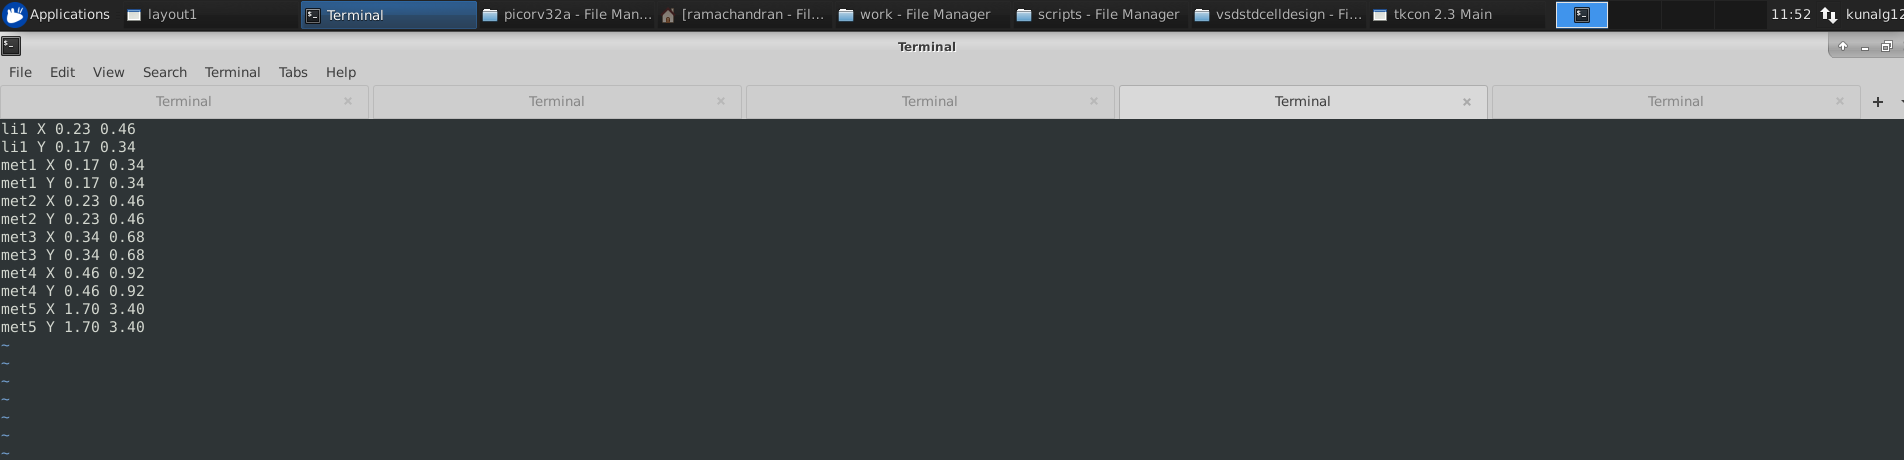 Applications layout1 Terminal picorv32a - File Man... [ramachandran - Fil... work - File Manager scripts - File Manager vsdstdcelldesign - Fi... tkcon 2.3 Main 11:52 kunalg12
Terminal
File Edit View Search Terminal Tabs Help
Terminal Terminal Terminal Terminal Terminal
li1 X 0.23 0.46
li1 Y 0.17 0.34
met1 X 0.17 0.34
met1 Y 0.17 0.34
met2 X 0.23 0.46
met2 Y 0.23 0.46
met3 X 0.34 0.68
met3 Y 0.34 0.68
met4 X 0.46 0.92
met4 Y 0.46 0.92
met5 X 1.70 3.40
met5 Y 1.70 3.40
~
~
~
~
~
~
~